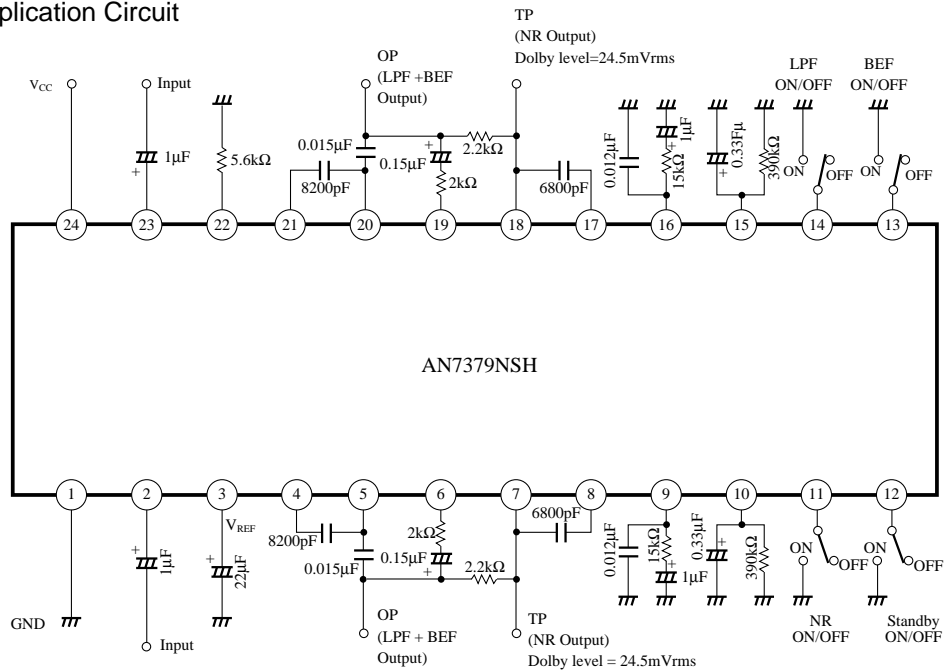 plication Circuit
TP
(NR Output)
Dolby level=24.5mVrms
OP
(LPF +BEF
Output)
LPF
ON/OFF
BEF
ON/OFF
VCC
Input
1µF
+
5.6kΩ
0.015µF
8200pF
0.15µF
+
2kΩ
2.2kΩ
6800pF
0.012µF
1µF
+
15kΩ
0.33Fµ
+
390kΩ
ON
OFF
ON
OFF
24
23
22
21
20
19
18
17
16
15
14
13
AN7379NSH
1
2
3
4
5
6
7
8
9
10
11
12
VREF
+
1µF
+
22µF
8200pF
0.015µF
2kΩ
0.15µF
+
2.2kΩ
6800pF
0.012µF
15kΩ
+
1µF
0.33µF
+
390kΩ
ON
OFF
ON
OFF
GND
Input
OP
(LPF + BEF
Output)
TP
(NR Output)
Dolby level = 24.5mVrms
NR
ON/OFF
Standby
ON/OFF